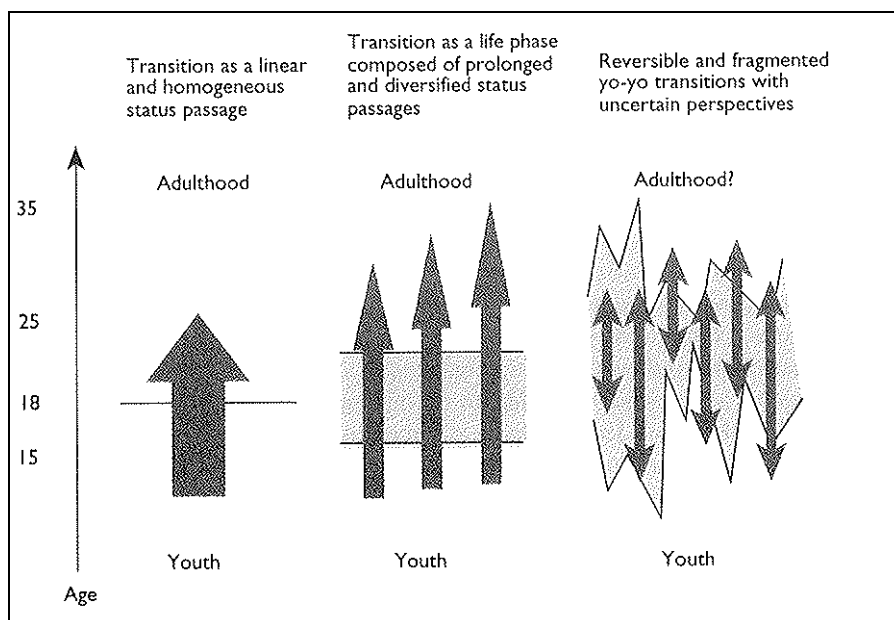 Transition as a linear
and homogeneous
status passage
Transition as a life phase
composed of prolonged
and diversified status
passages
Reversible and fragmented
yo-yo transitions with
uncertain perspectives
Adulthood
Adulthood
Adulthood?
35
25
18
15
Youth
Youth
Youth
Age